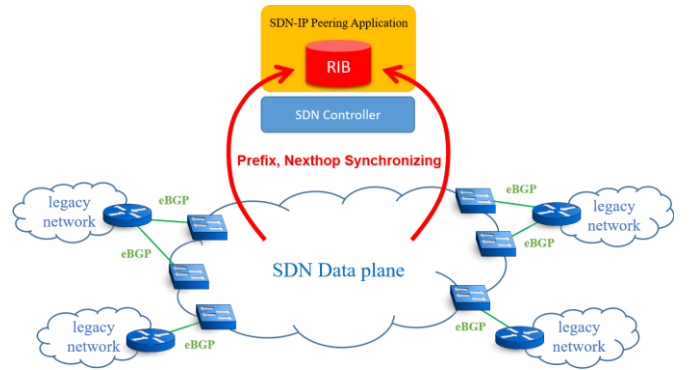 SDN-IP Peering Application
RIB
SDN Controller
Prefix, Nexthop Synchronizing
legacy
network
eBGP
eBGP
eBGP
eBGP
legacy
network
SDN Data plane
legacy
network
eBGP
eBGP
legacy
network